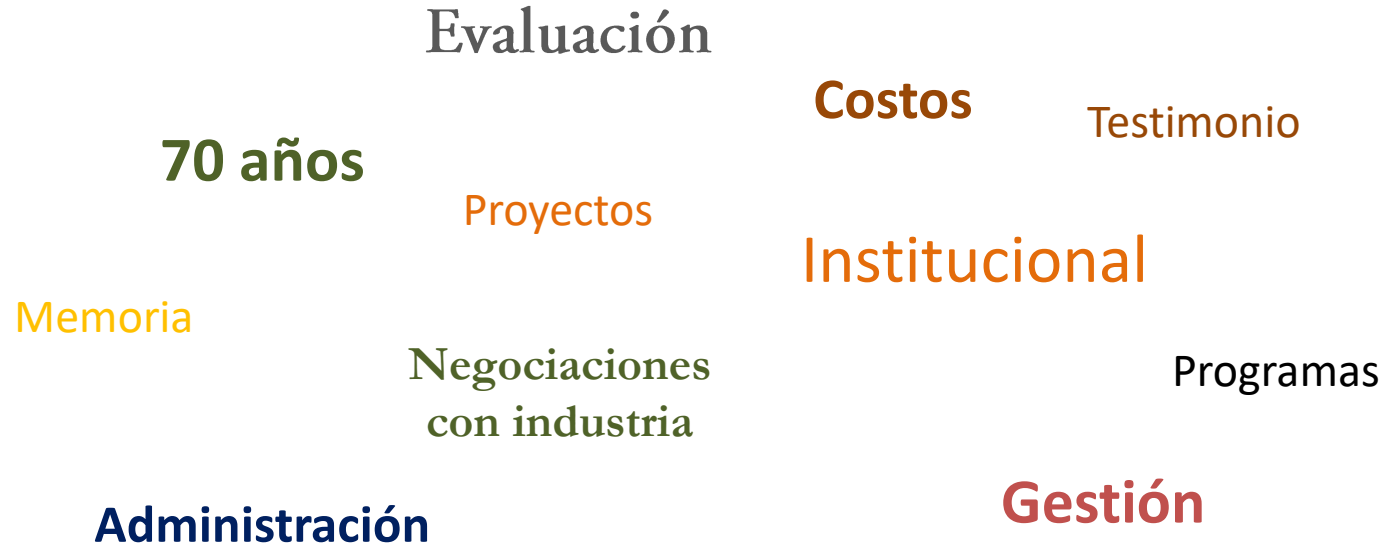 Evaluación
Costos
Testimonio
70 años
Proyectos
Institucional
Memoria
Negociaciones
con industria
Programas
Gestión
Administración